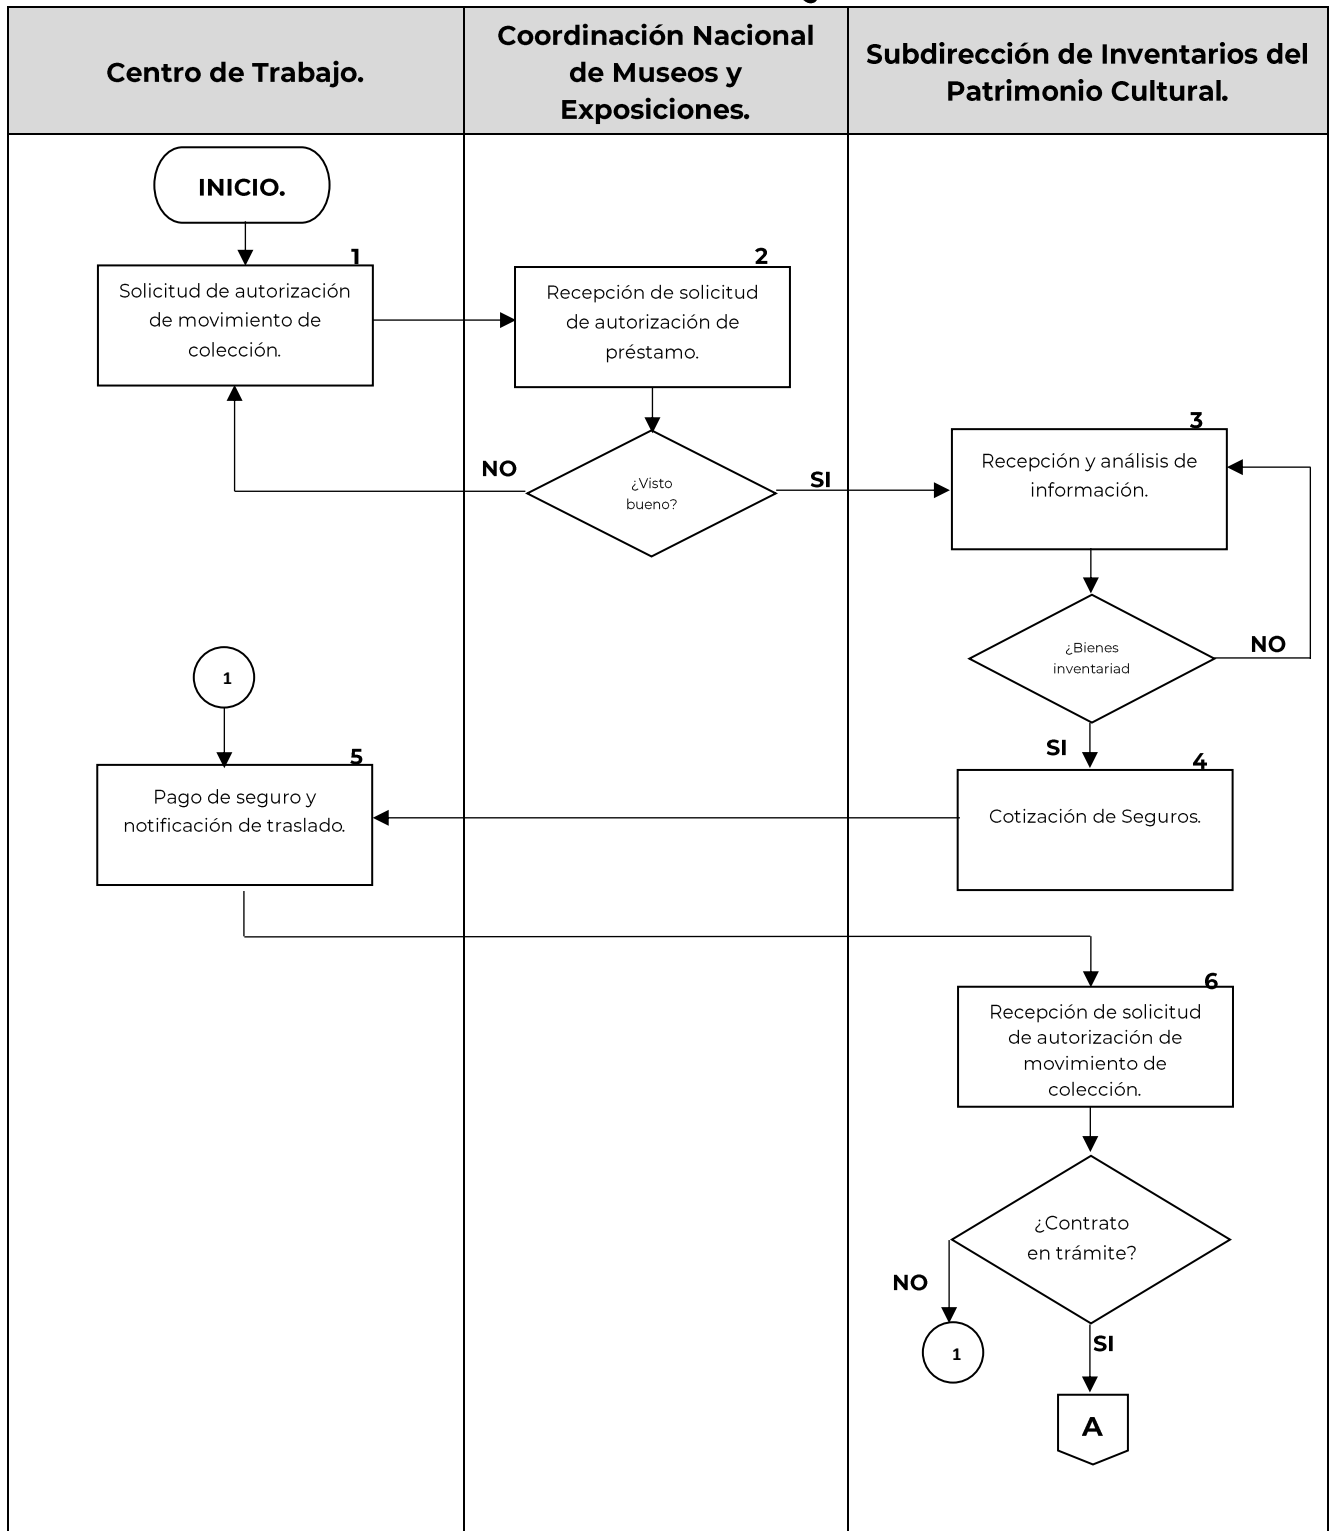 Centro de Trabajo.
Coordinación Nacional
de Museos y
Exposiciones.
Subdirección de Inventarios del
Patrimonio Cultural.
INICIO.
1
Solicitud de autorización
de movimiento de
colección.
2
Recepción de solicitud
de autorización de
préstamo.
NO
¿Visto
bueno?
SI
3
Recepción y análisis de
información.
¿Bienes
inventariad
NO
SI
1
5
Pago de seguro y
notificación de traslado.
4
Cotización de Seguros.
6
Recepción de solicitud
de autorización de
movimiento de
colección.
¿Contrato
en trámite?
NO
1
SI
A